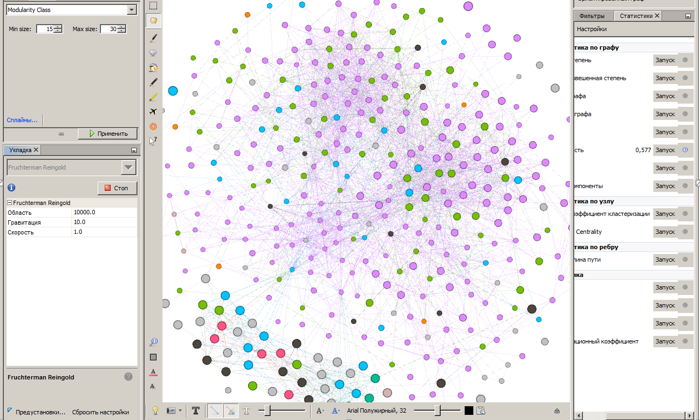 Modularity Class
Min size: 15 Max size: 30
Сплайны...
Применить
Укладка
Fruchterman Reingold
Стоп
Fruchterman Reingold
Область 10000.0
Гравитация 10.0
Скорость 1.0
Fruchterman Reingold
Предустановки... Сбросить настройки
Arial Полужирный, 32
Фильтры Статистики
Настройки
тика по графу
Запуск
звешенная степень Запуск
Запуск
графа Запуск
Запуск
сть 0,577 Запуск
Запуск
мпоненты Запуск
тика по узлу
эффициент кластеризации Запуск
Centrality Запуск
тика по ребру
лина пути Запуск
Запуск
Запуск
ционный коэффициент Запуск
Запуск